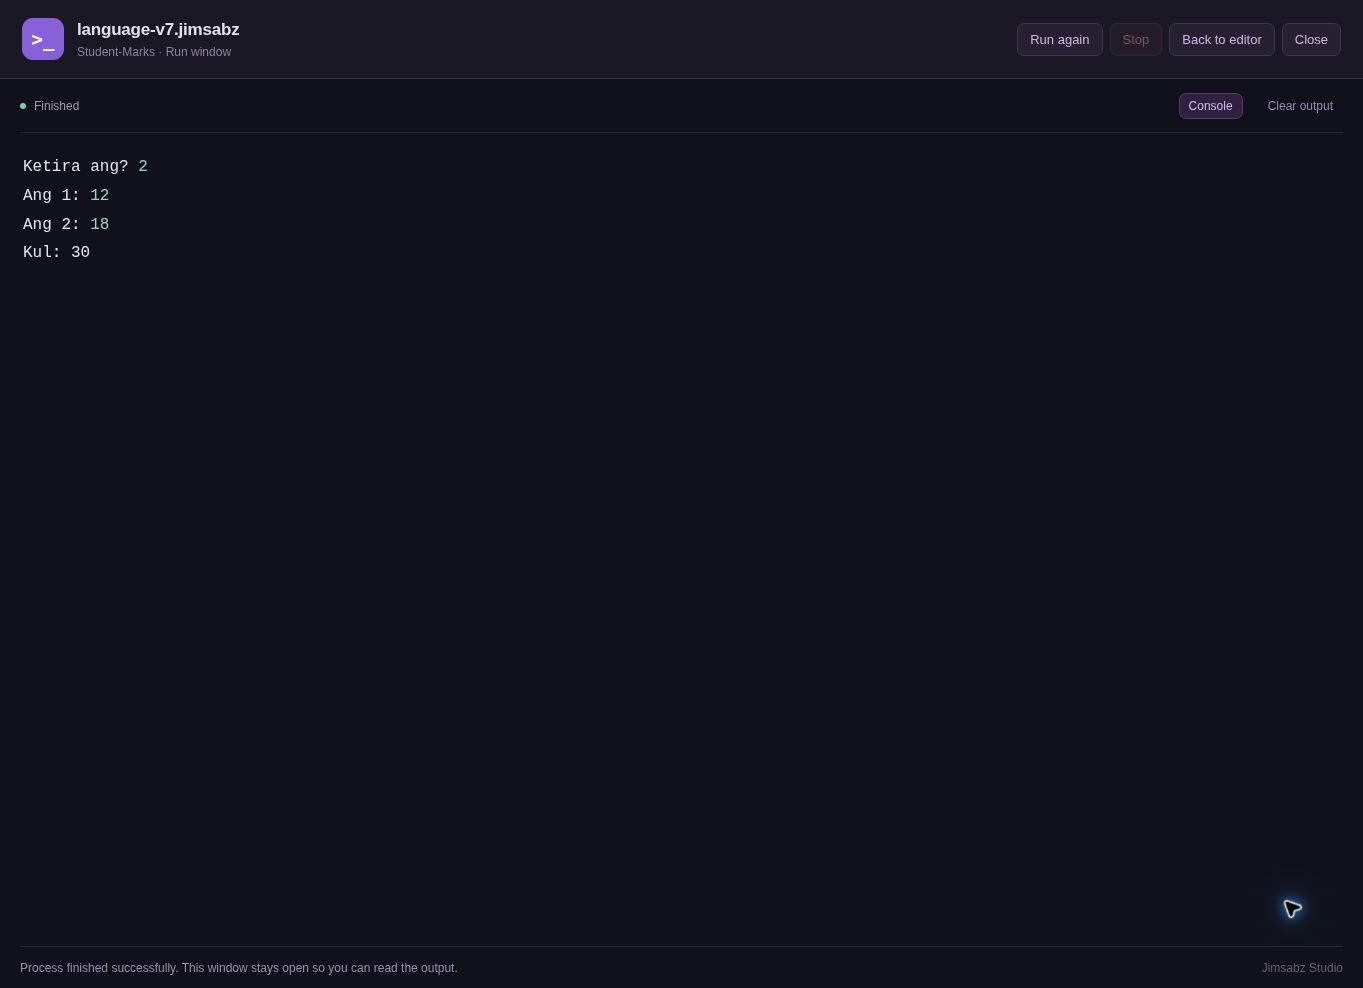 >_
language-v7.jimsabz
Student-Marks · Run window
Run again
Stop
Back to editor
Close
Finished
Console
Clear output
Ketira ang? 2
Ang 1: 12
Ang 2: 18
Kul: 30
Process finished successfully. This window stays open so you can read the output.
Jimsabz Studio